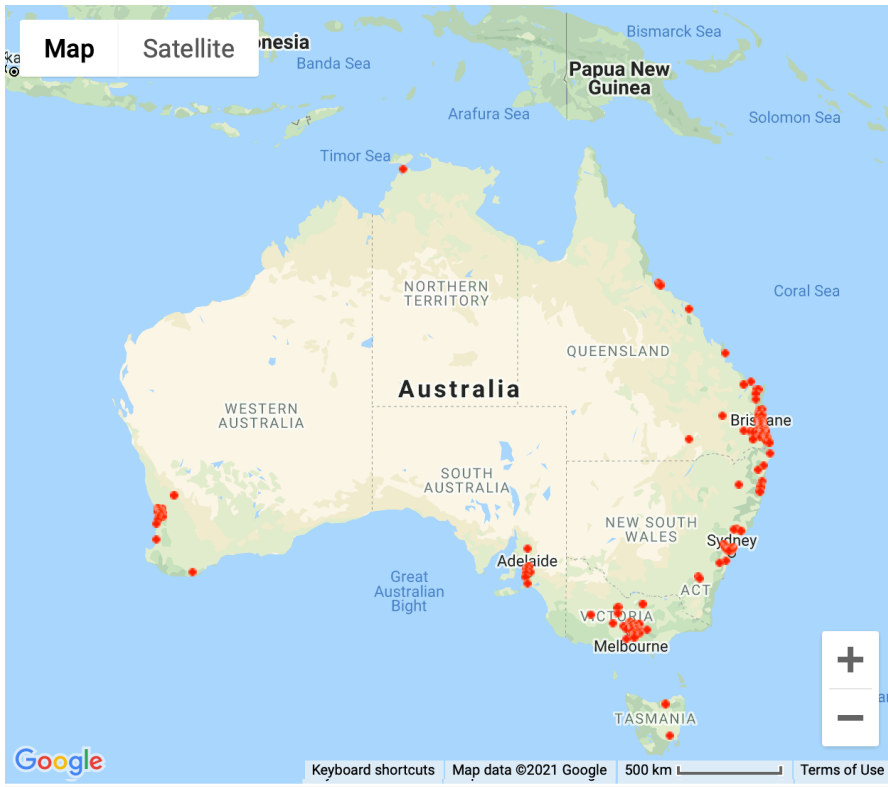 Map
Satellite
onesia
Bismarck Sea
Banda Sea
Papua New
Guinea
Arafura Sea
Solomon Sea
Timor Sea
NORTHERN
TERRITORY
Coral Sea
QUEENSLAND
Australia
WESTERN
AUSTRALIA
Brisbane
SOUTH
AUSTRALIA
NEW SOUTH
WALES
Sydney
Adelaide
Great
Australian
Bight
ACT
VICTORIA
Melbourne
TASMANIA
Google
Keyboard shortcuts
Map data ©2021 Google
500 km
Terms of Use